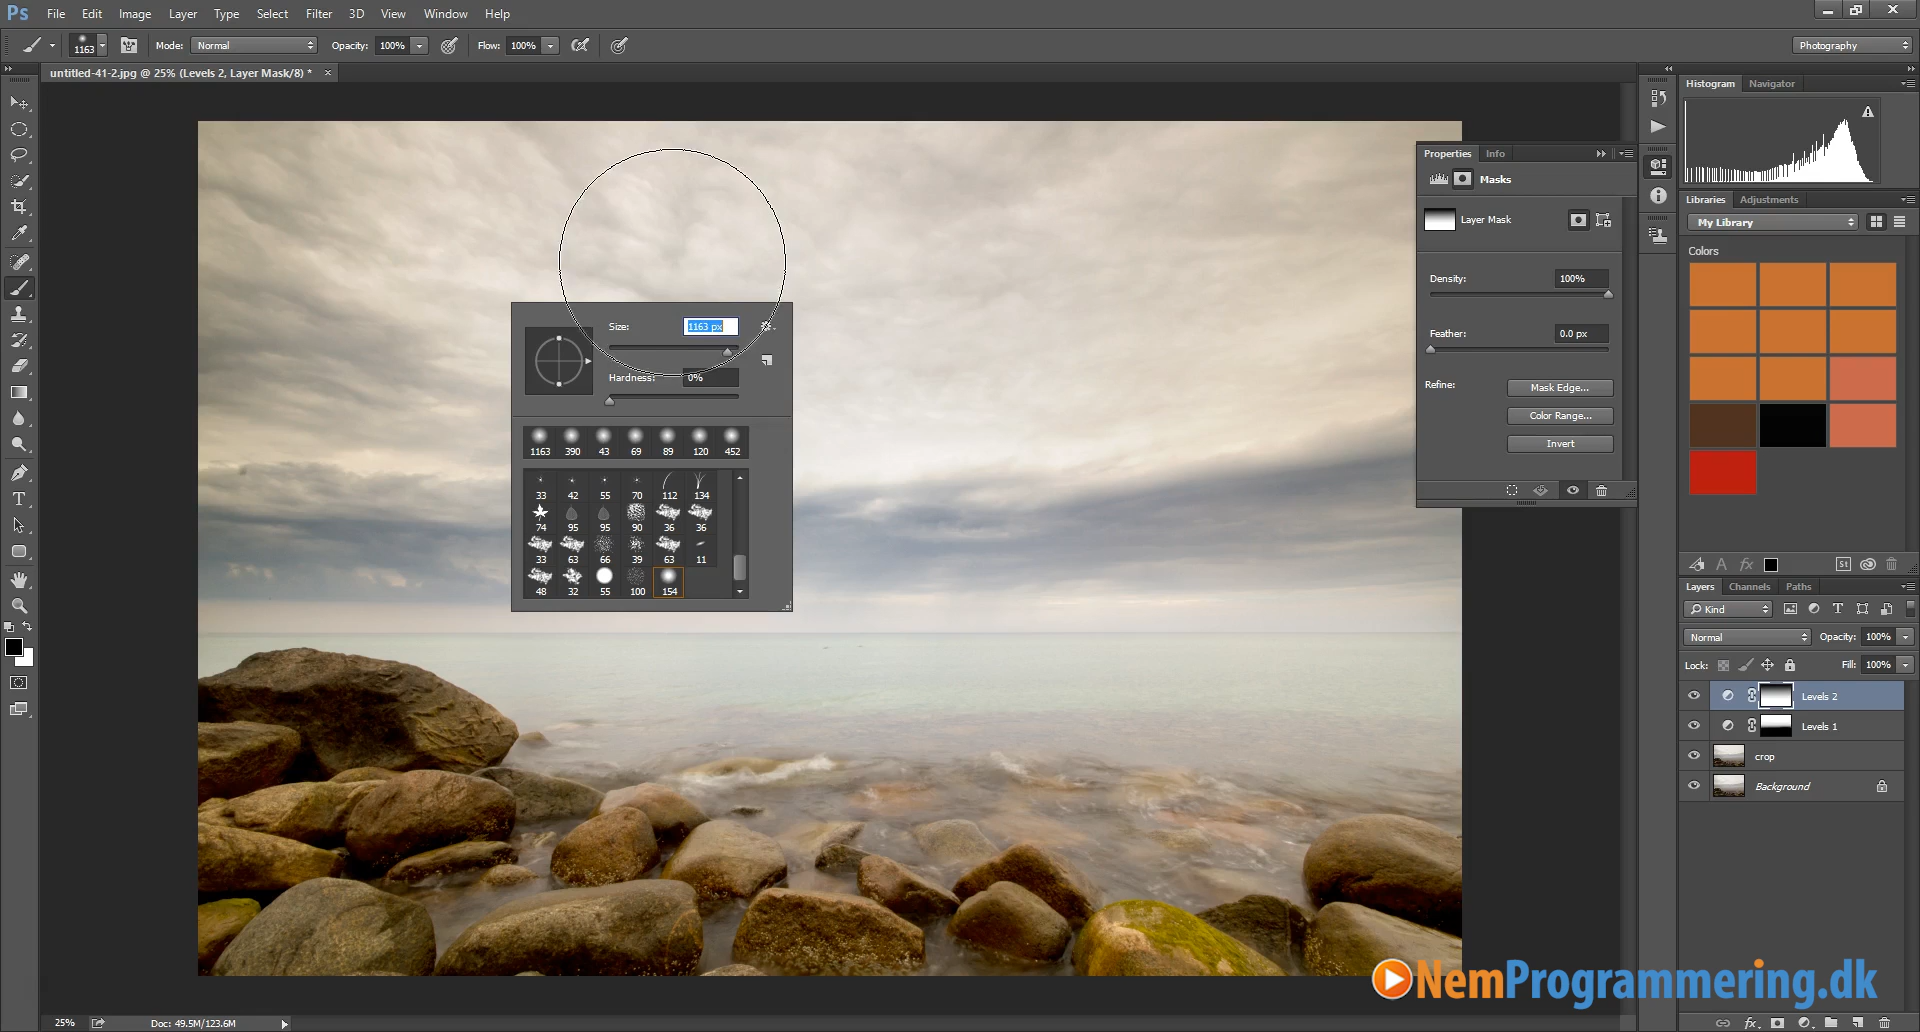 Ps File Edit Image Layer Type Select Filter 3D View Window Help
1163 Mode: Normal Opacity: 100% Flow: 100% Photography
untitled-41-2.jpg @ 25% (Levels 2, Layer Mask/8) * ×
Histogram Navigator
Properties Info
Masks
Layer Mask
Density: 100%
Feather: 0.0 px
Refine: Mask Edge...
Color Range...
Invert
Size: 1163 px
Hardness: 0%
1163 390 43 69 89 120 452
33 42 55 70 112 134
74 95 95 90 36 36
33 63 66 39 63 11
48 32 55 100 154
Libraries Adjustments
My Library
Colors
A fx St
Layers Channels Paths
Kind T
Normal Opacity: 100%
Lock: Fill: 100%
Levels 2
Levels 1
crop
Background
T
NemProgrammering.dk
25% Doc: 49.5M/123.6M
fx